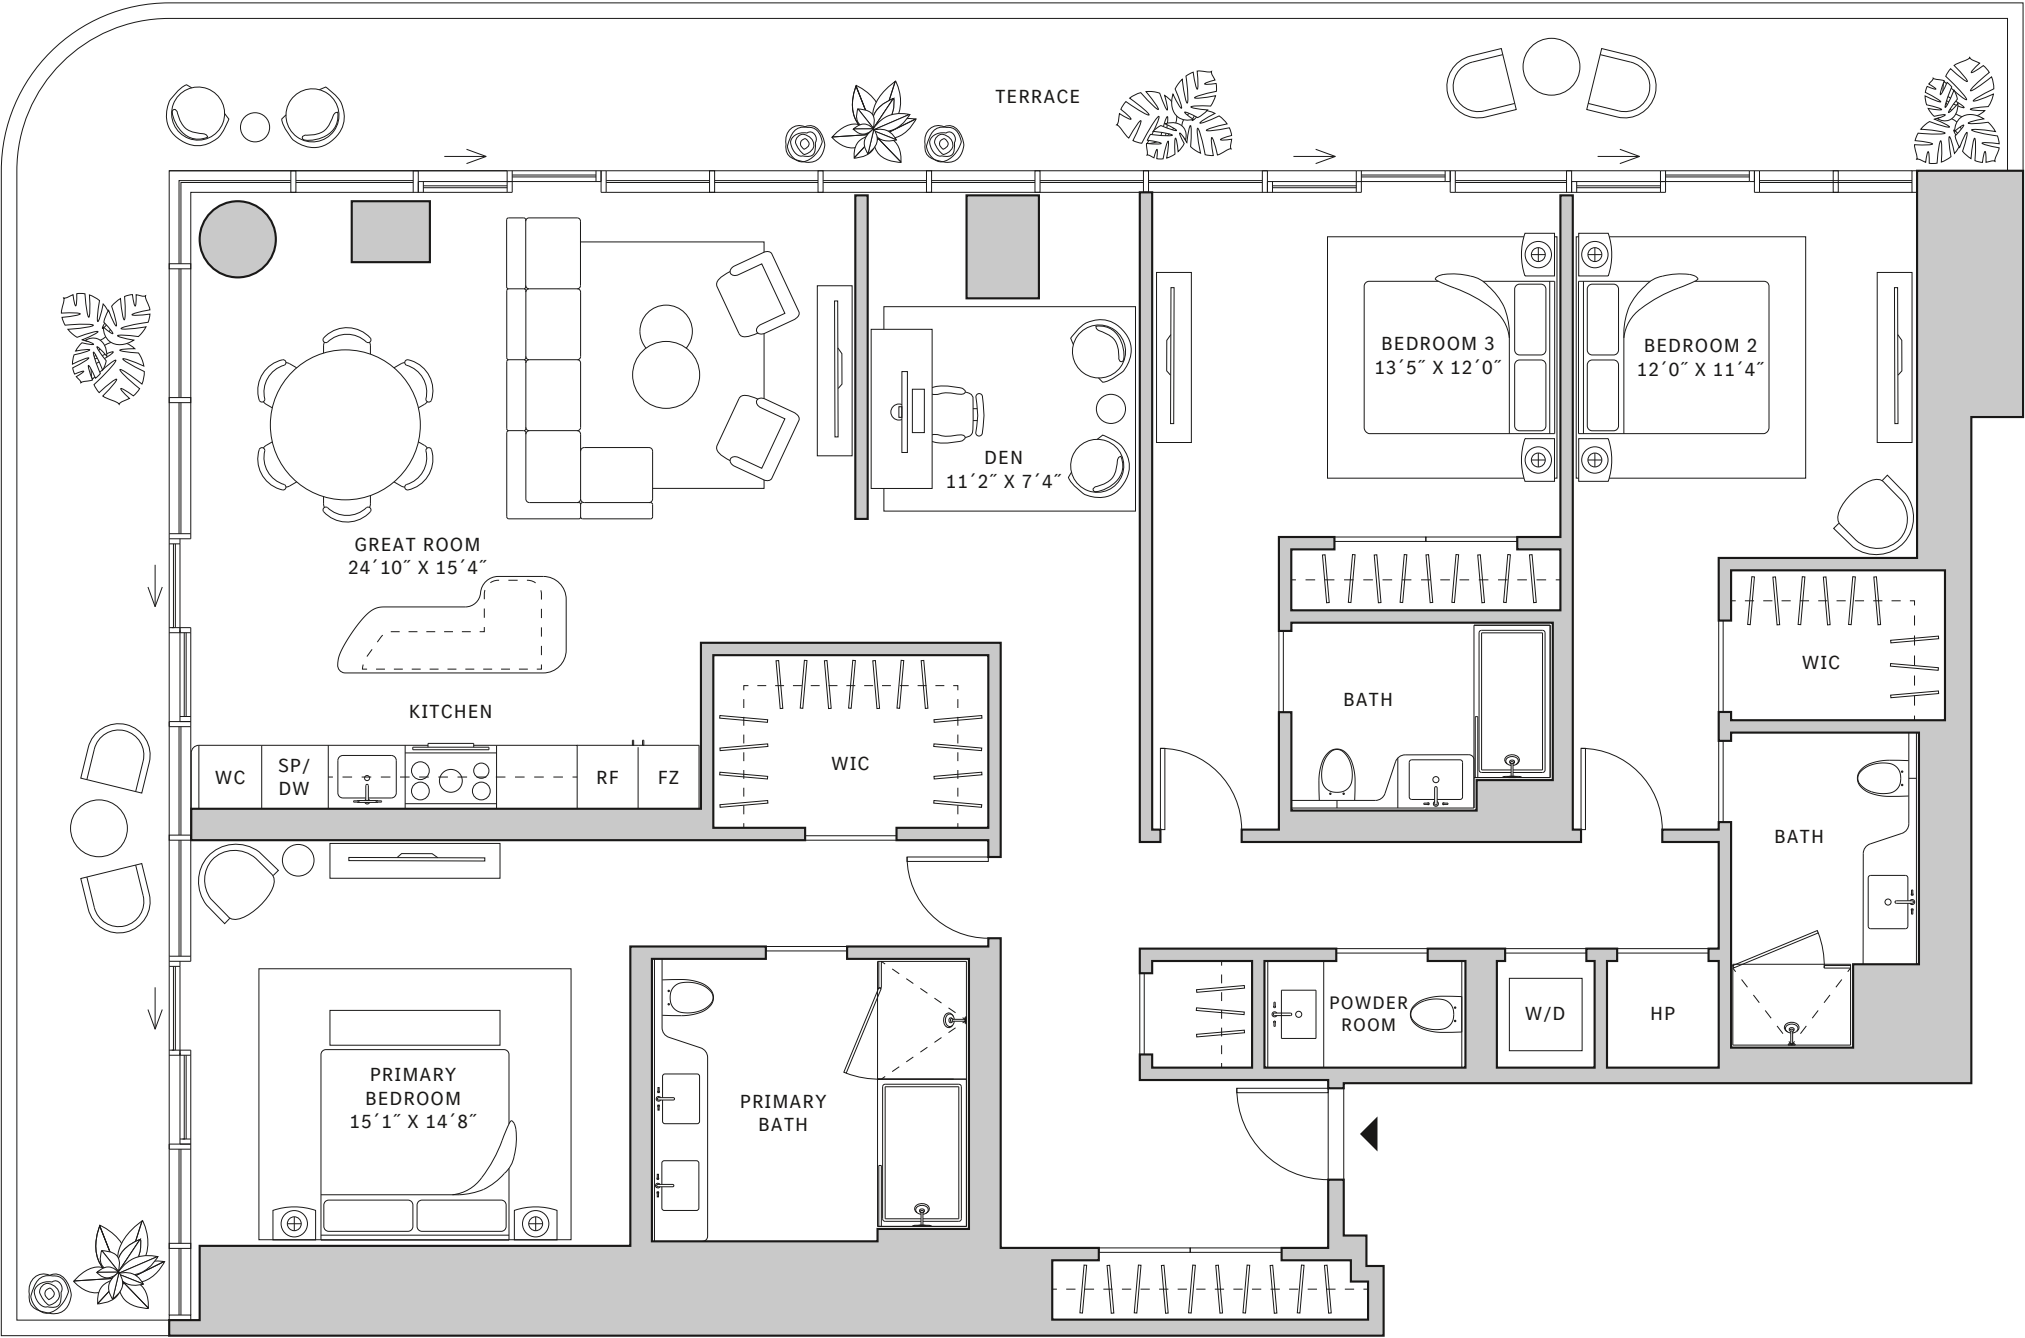 TERRACE
BEDROOM 3
13´5˝ X 12´0˝
BEDROOM 2
12´0˝ X 11´4˝
DEN
11´2˝ X 7´4˝
GREAT ROOM
24´10˝ X 15´4˝
KITCHEN
WC
SP/
DW
RF
FZ
WIC
BATH
WIC
BATH
POWDER
ROOM
W/D
HP
PRIMARY
BEDROOM
15´1˝ X 14´8˝
PRIMARY
BATH